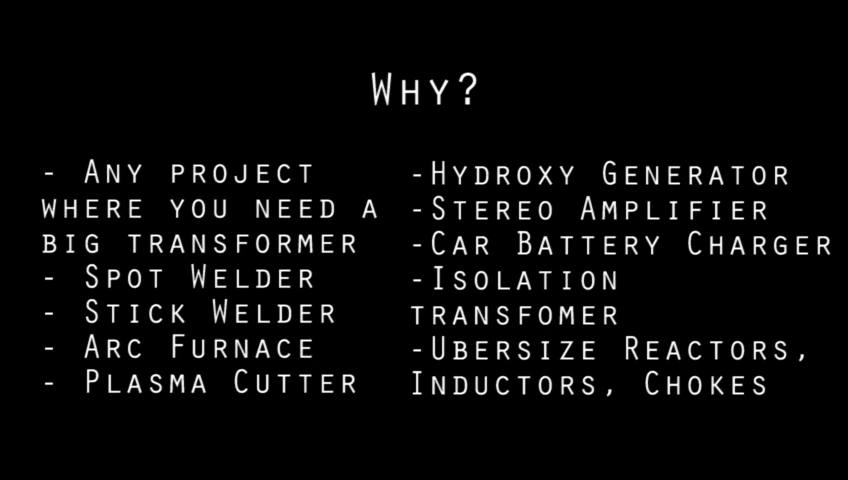 WHY?
- ANY PROJECT
WHERE YOU NEED A
BIG TRANSFORMER
- SPOT WELDER
- STICK WELDER
- ARC FURNACE
- PLASMA CUTTER
-HYDROXY GENERATOR
-STEREO AMPLIFIER
-CAR BATTERY CHARGER
-ISOLATION
TRANSFOMER
-UBERSIZE REACTORS,
INDUCTORS, CHOKES